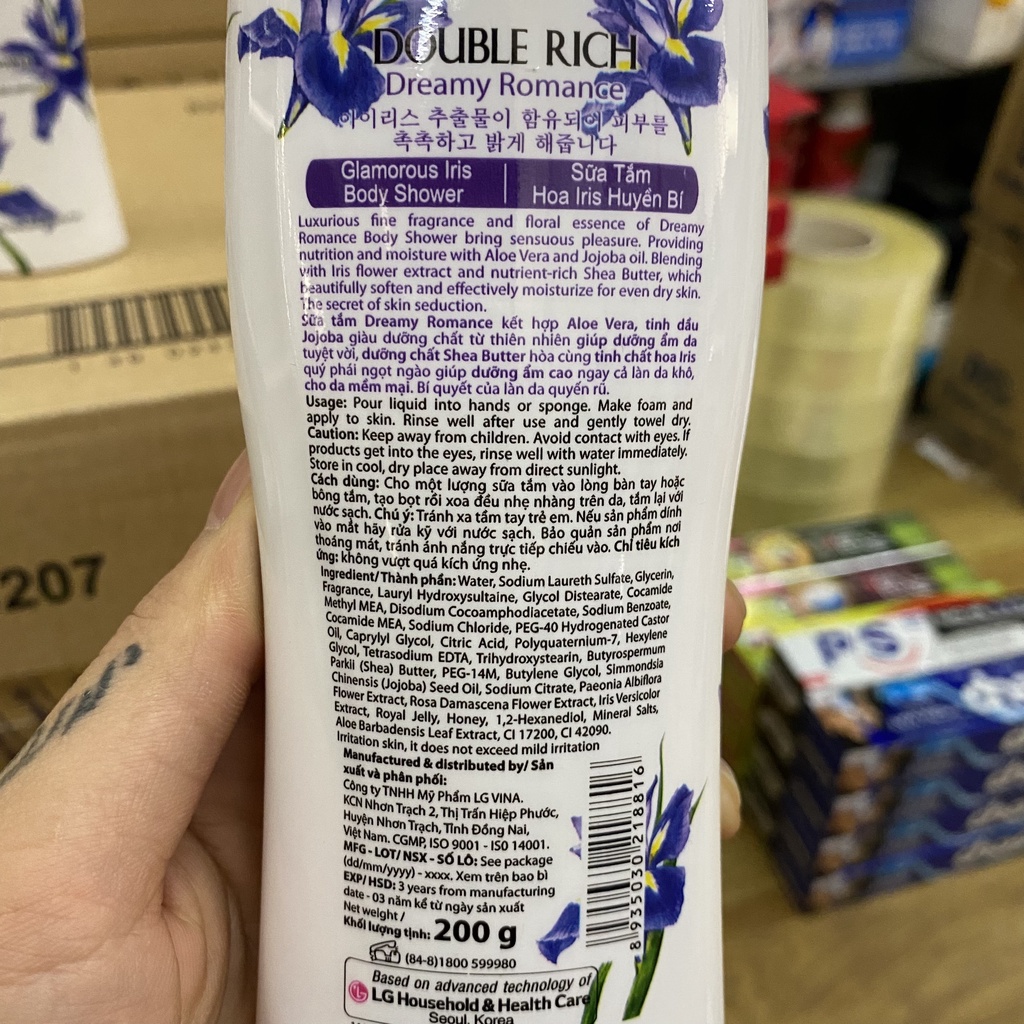 DOUBLE RICH
Dreamy Romance
아이리스 추출물이 함유되어 피부를
촉촉하고 밝게 해줍니다
Glamorous Iris
Body Shower
Sữa Tắm
Hoa Iris Huyền Bí
Luxurious fine fragrance and floral essence of Dreamy
Romance Body Shower bring sensuous pleasure. Providing
nutrition and moisture with Aloe Vera and Jojoba oil. Blending
with Iris flower extract and nutrient-rich Shea Butter, which
beautifully soften and effectively moisturize for even dry skin.
The secret of skin seduction.
Sữa tắm Dreamy Romance kết hợp Aloe Vera, tinh dầu
Jojoba giàu dưỡng chất từ thiên nhiên giúp dưỡng ẩm da
tuyệt vời, dưỡng chất Shea Butter hòa cùng tinh chất hoa Iris
quý phái ngọt ngào giúp dưỡng ẩm cao ngay cả làn da khô,
cho da mềm mại. Bí quyết của làn da quyến rũ.
Usage: Pour liquid into hands or sponge. Make foam and
apply to skin. Rinse well after use and gently towel dry.
Caution: Keep away from children. Avoid contact with eyes. If
products get into the eyes, rinse well with water immediately.
Store in cool, dry place away from direct sunlight.
Cách dùng: Cho một lượng sữa tắm vào lòng bàn tay hoặc
bông tắm, tạo bọt rồi xoa đều nhẹ nhàng trên da, tắm lại với
nước sạch. Chú ý: Tránh xa tầm tay trẻ em. Nếu sản phẩm dính
vào mắt hãy rửa kỹ với nước sạch. Bảo quản sản phẩm nơi
thoáng mát, tránh ánh nắng trực tiếp chiếu vào. Chỉ tiêu kích
ứng: không vượt quá kích ứng nhẹ.
Ingredient/ Thành phần: Water, Sodium Laureth Sulfate, Glycerin,
Fragrance, Lauryl Hydroxysultaine, Glycol Distearate, Cocamide
Methyl MEA, Disodium Cocoamphodlacetate, Sodium Benzoate,
Cocamide MEA, Sodium Chloride, PEG-40 Hydrogenated Castor
Oil, Caprylyl Glycol, Citric Acid, Polyquaternium-7, Hexylene
Glycol, Tetrasodium EDTA, Trihydroxystearin, Butyrospermum
Parkii (Shea) Butter, PEG-14M, Butylene Glycol, Simmondsia
Chinensis (Jojoba) Seed Oil, Sodium Citrate, Paeonia Albiflora
Flower Extract, Rosa Damascena Flower Extract, Iris Versicolor
Extract, Royal Jelly, Honey, 1,2-Hexanediol, Mineral Salts,
Aloe Barbadensis Leaf Extract, CI 17200, CI 42090.
Irritation skin, it does not exceed mild irritation
Manufactured & distributed by/ Sản
xuất và phân phối:
Công ty TNHH Mỹ Phẩm LG VINA.
KCN Nhơn Trạch 2, Thị Trấn Hiệp Phước,
Huyện Nhơn Trạch, Tỉnh Đồng Nai,
Việt Nam. CGMP, ISO 9001 - ISO 14001.
MFG - LOT/ NSX - SỐ LÔ: See package
(dd/mm/yyyy) - xxxx. Xem trên bao bì
EXP/ HSD: 3 years from manufacturing
date - 03 năm kể từ ngày sản xuất
Net weight /
Khối lượng tịnh: 200 g
(84-8)1800 599980
Based on advanced technology of
LG Household & Health Care
Seoul, Korea
8 935030 218816
207
PS